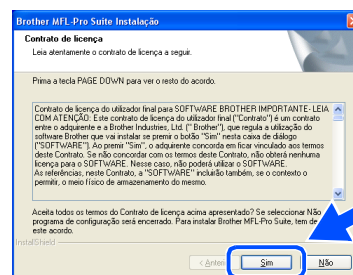 Brother MFL-Pro Suite Instalação
Contrato de licença
Leia atentamente o contrato de licença a seguir.
Prima a tecla PAGE DOWN para ver o resto do acordo.
Contrato de licença do utilizador final para SOFTWARE BROTHER IMPORTANTE- LEIA
COM ATENÇÃO: Este contrato de licença do utilizador final ("Contrato") é um contrato
entre o adquirente e a Brother Industries, Ltd. (" Brother"), que regula a utilização do
software Brother que vai instalar se premir o botão "Sim" nesta caixa de diálogo
("SOFTWARE"). Ao premir "Sim", o adquirente concorda em ficar vinculado aos termos
deste Contrato. Se não concordar com os termos deste Contrato, não obterá nenhuma
licença para o SOFTWARE. Nesse caso, não poderá utilizar o SOFTWARE.
As referências, neste Contrato, a "SOFTWARE" incluirão também, se o contexto o
permitir, o meio físico de armazenamento do mesmo.
Aceita todos os termos do Contrato de licença acima apresentado? Se seleccionar Não
programa de configuração será encerrado. Para instalar Brother MFL-Pro Suite, tem de
este acordo.
InstallShield
< Anteri
Sim
Não